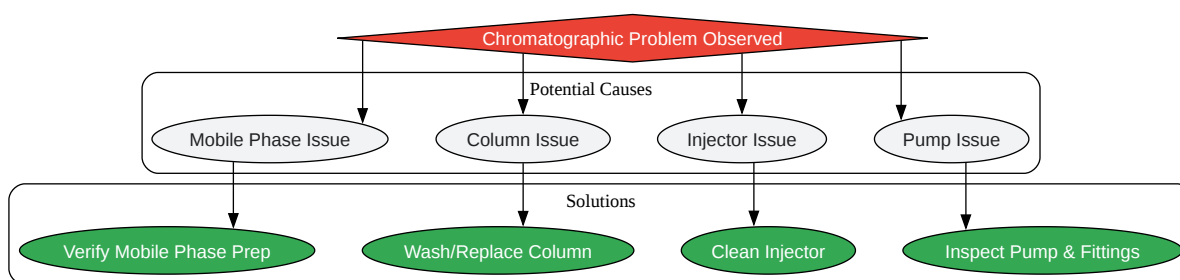 Chromatographic Problem Observed
Potential Causes
Mobile Phase Issue
Column Issue
Injector Issue
Pump Issue
Solutions
Verify Mobile Phase Prep
Wash/Replace Column
Clean Injector
Inspect Pump & Fittings